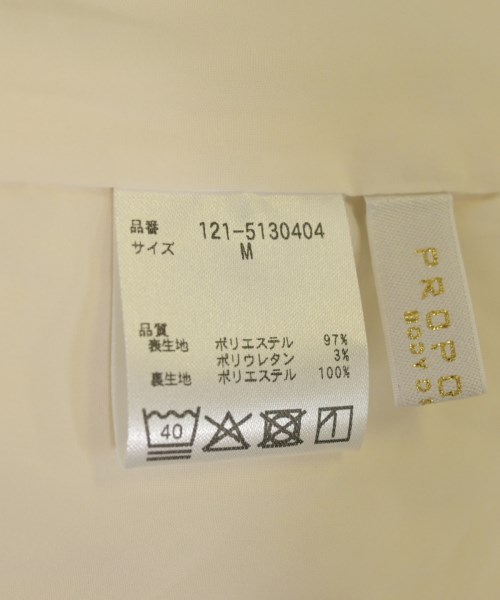 品番 121-5130404
サイズ M
品質
表生地 ポリエステル 97%
ポリウレタン 3%
裏生地 ポリエステル 100%
40
PROPO
BODY